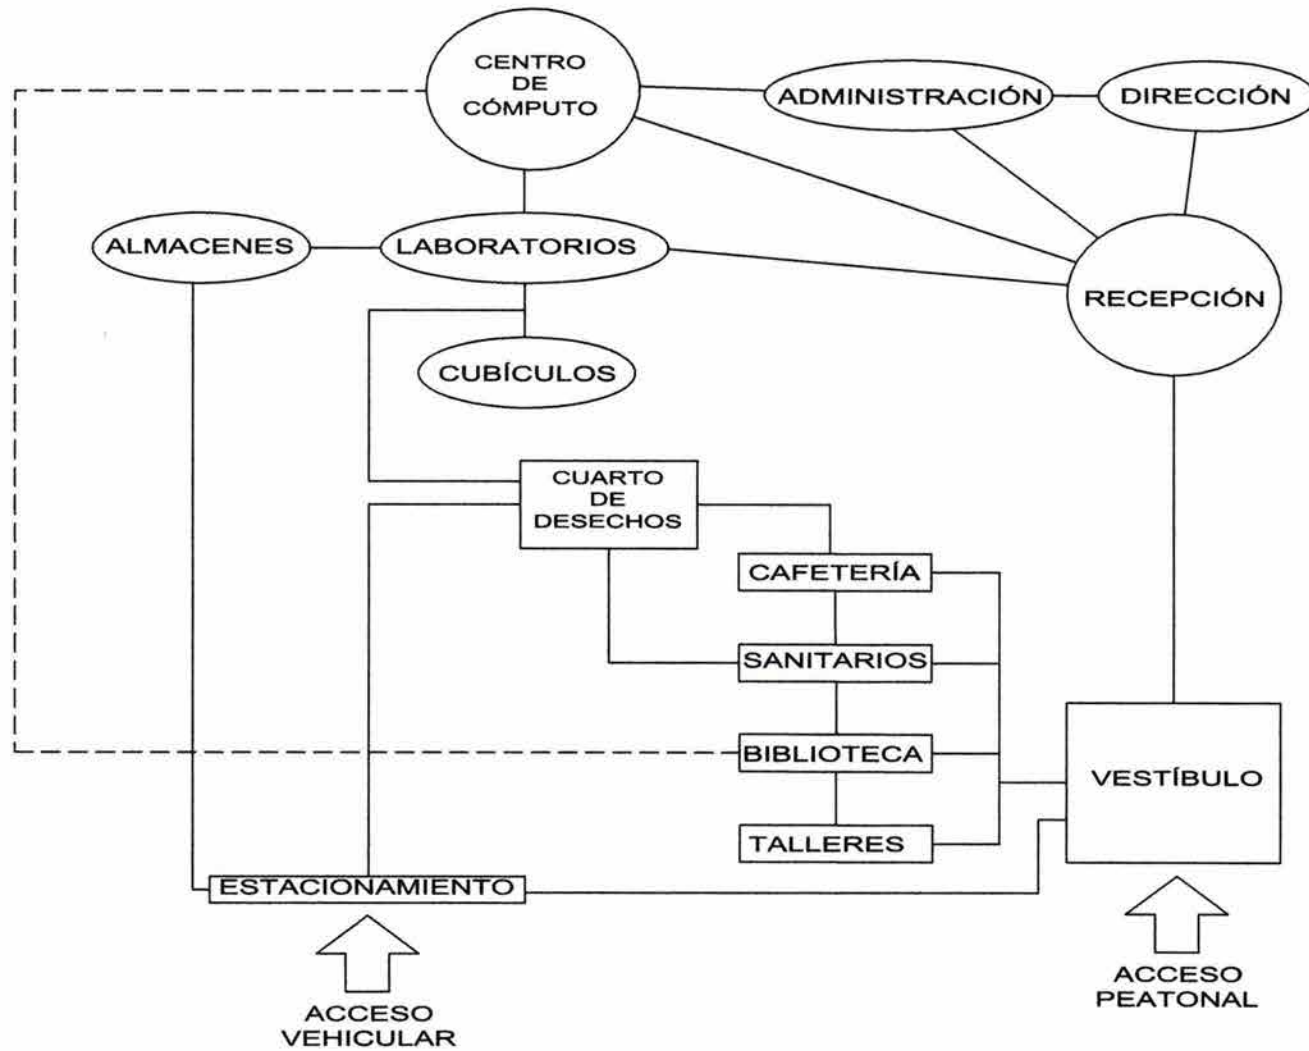 CENTRO
DE
CÓMPUTO
ADMINISTRACIÓN
DIRECCIÓN
ALMACENES
LABORATORIOS
RECEPCIÓN
CUBÍCULOS
CUARTO
DE
DESECHOS
CAFETERÍA
SANITARIOS
BIBLIOTECA
VESTÍBULO
TALLERES
ESTACIONAMIENTO
ACCESO
PEATONAL
ACCESO
VEHICULAR